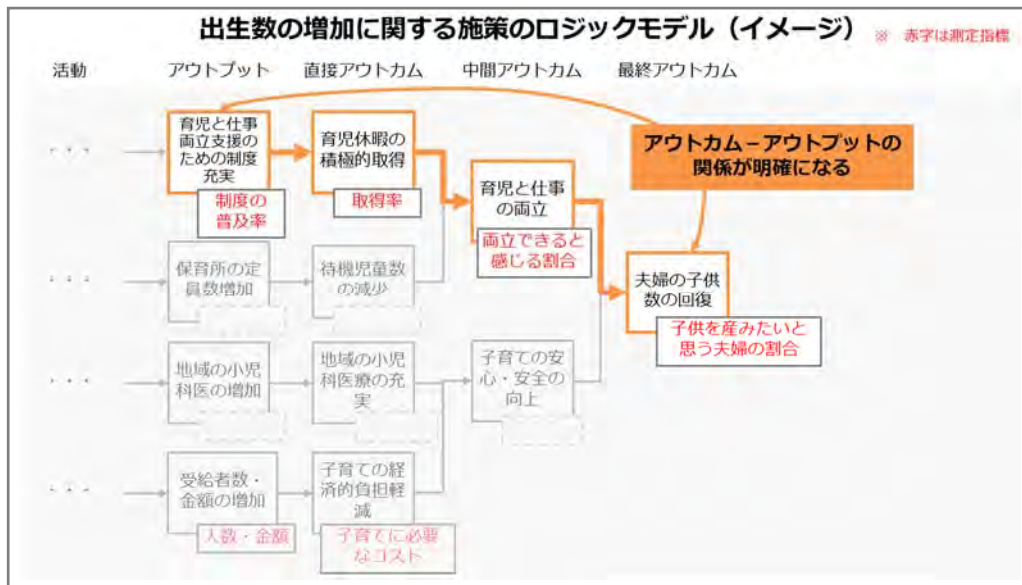 出生数の増加に関する施策のロジックモデル（イメージ）
※ 赤字は測定指標
活動
アウトプット
直接アウトカム
中間アウトカム
最終アウトカム
・・・
育児と仕事
両立支援の
ための制度
充実
制度の
普及率
育児休暇の
積極的取得
取得率
育児と仕事
の両立
両立できると
感じる割合
アウトカム－アウトプットの
関係が明確になる
夫婦の子供
数の回復
子供を産みたいと
思う夫婦の割合
・・・
保育所の定
員数増加
待機児童数
の減少
・・・
地域の小児
科医の増加
地域の小児
科医療の充
実
子育ての安
心・安全の
向上
・・・
受給者数・
金額の増加
人数・金額
子育ての経
済的負担軽
減
子育てに必要
なコスト